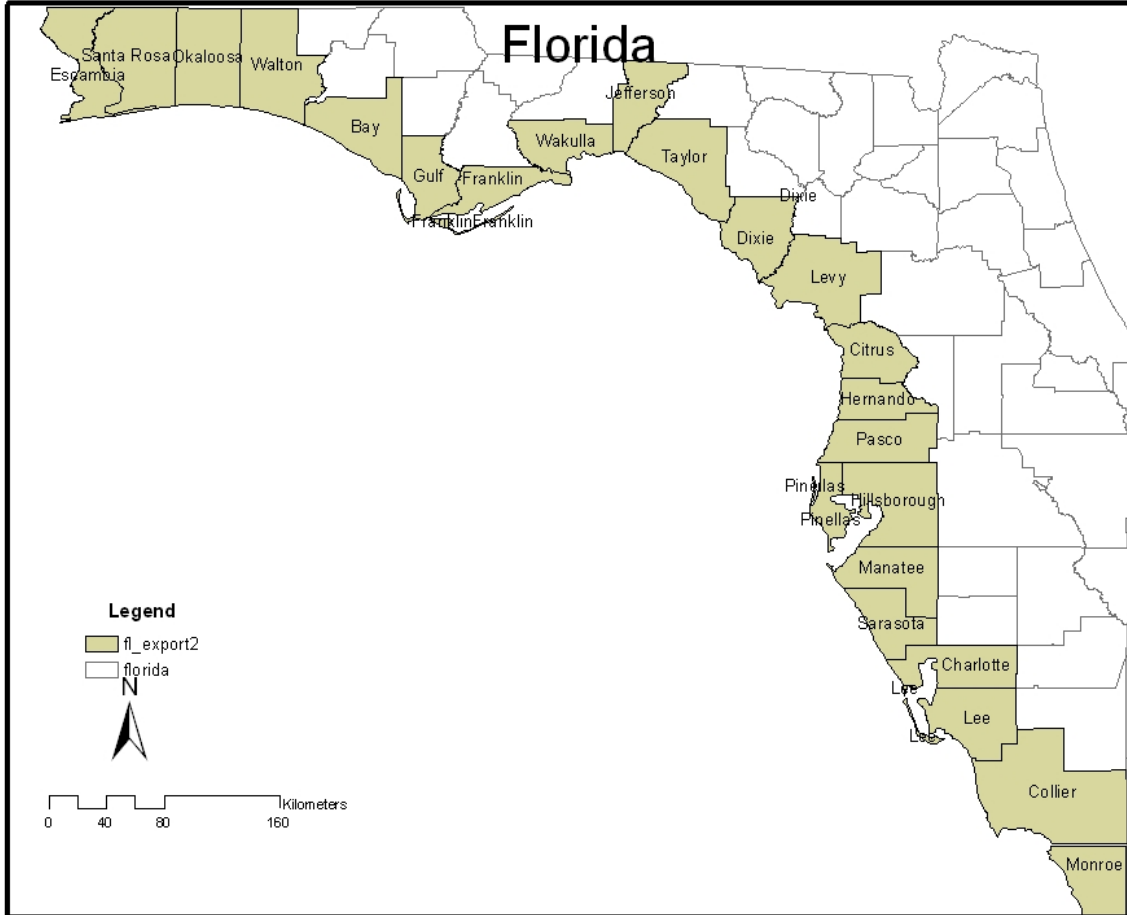 Florida
Santa Rosa
Okaloosa
Walton
Escambia
Jefferson
Bay
Wakulla
Taylor
Gulf
Franklin
Dixie
Franklin
Franklin
Dixie
Levy
Citrus
Hernando
Pasco
Pinellas
Hillsborough
Pinellas
Manatee
Sarasota
Charlotte
Lee
Lee
Lee
Collier
Monroe
Legend
fl_export2
florida
N
Kilometers
0 40 80 160